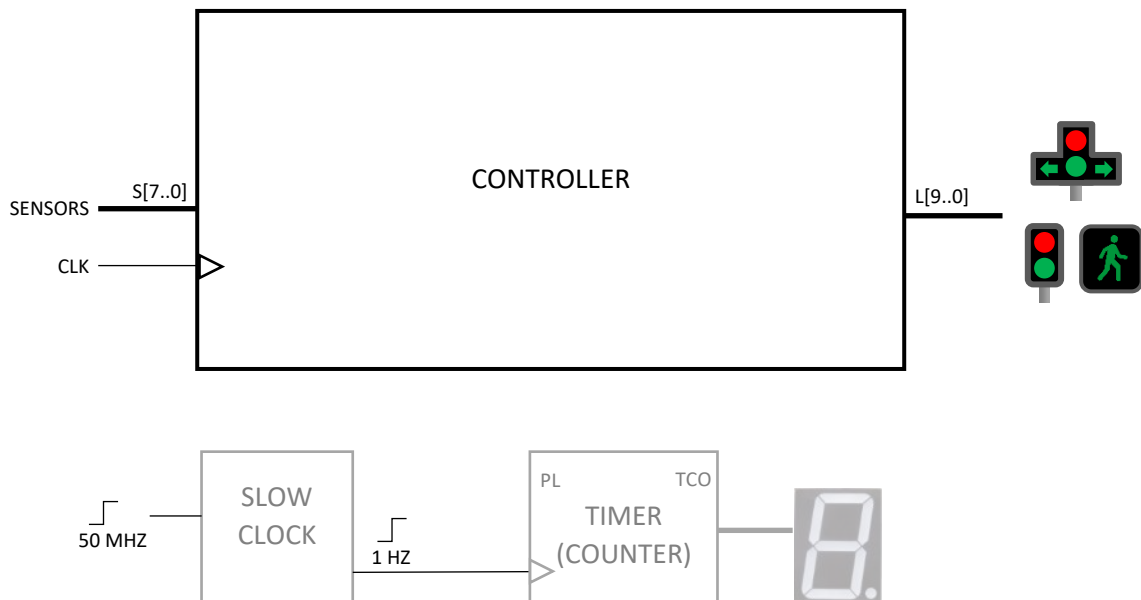 CONTROLLER
SENSORS
S[7..0]
L[9..0]
CLK
PL
TCO
SLOW
CLOCK
TIMER
(COUNTER)
50 MHZ
1 HZ